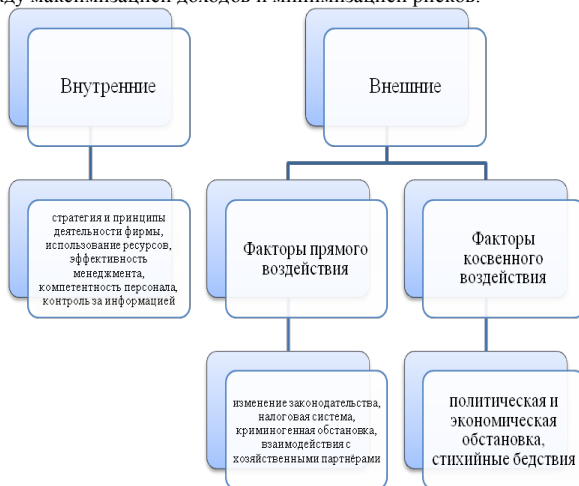 максимизацией доходов и минимизацией рисков.
Внутренние
Внешние
стратегия и принципы
деятельности фирмы,
использование ресурсов,
эффективность
менеджмента,
компетентность персонала,
контроль за информацией
Факторы прямого
воздействия
Факторы
косвенного
воздействия
изменение законодательства,
налоговая система,
криминогенная обстановка,
взаимодействия с
хозяйственными партнёрами
политическая и
экономическая
обстановка,
стихийные бедствия